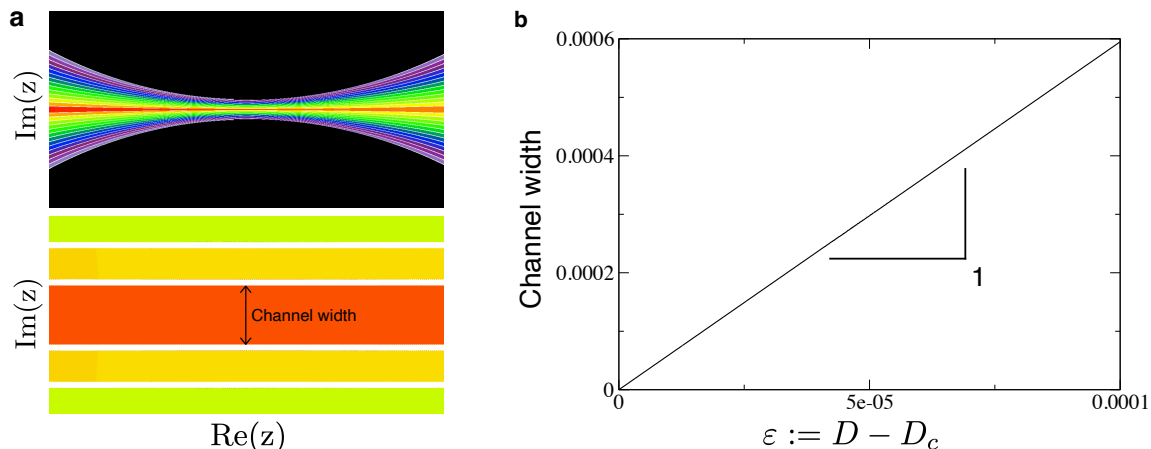 a
Im(z)
Im(z)
Channel width
Re(z)
b
Channel width
0.0006
0.0004
0.0002
0
0
5e-05
0.0001
1
ε := D − D_c